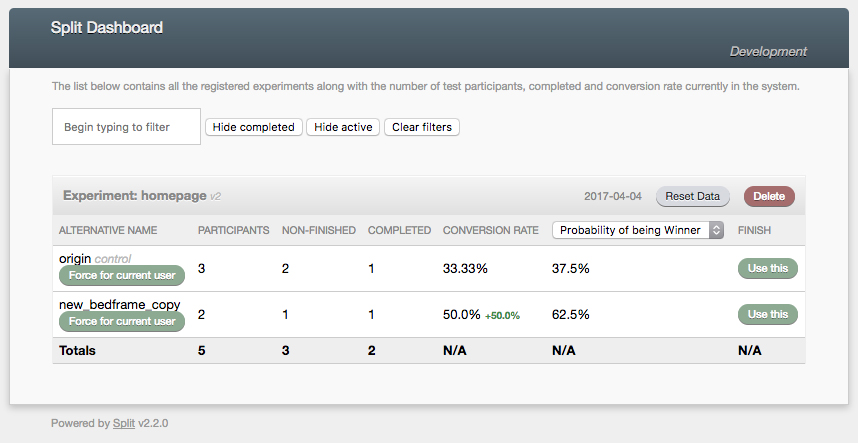 Split Dashboard
Development
The list below contains all the registered experiments along with the number of test participants, completed and conversion rate currently in the system.
Begin typing to filter Hide completed Hide active Clear filters
Experiment: homepage v2 2017-04-04 Reset Data Delete
ALTERNATIVE NAME PARTICIPANTS NON-FINISHED COMPLETED CONVERSION RATE Probability of being Winner FINISH
origin control
Force for current user 3 2 1 33.33% 37.5% Use this
new_bedframe_copy
Force for current user 2 1 1 50.0% +50.0% 62.5% Use this
Totals 5 3 2 N/A N/A N/A
Powered by Split v2.2.0